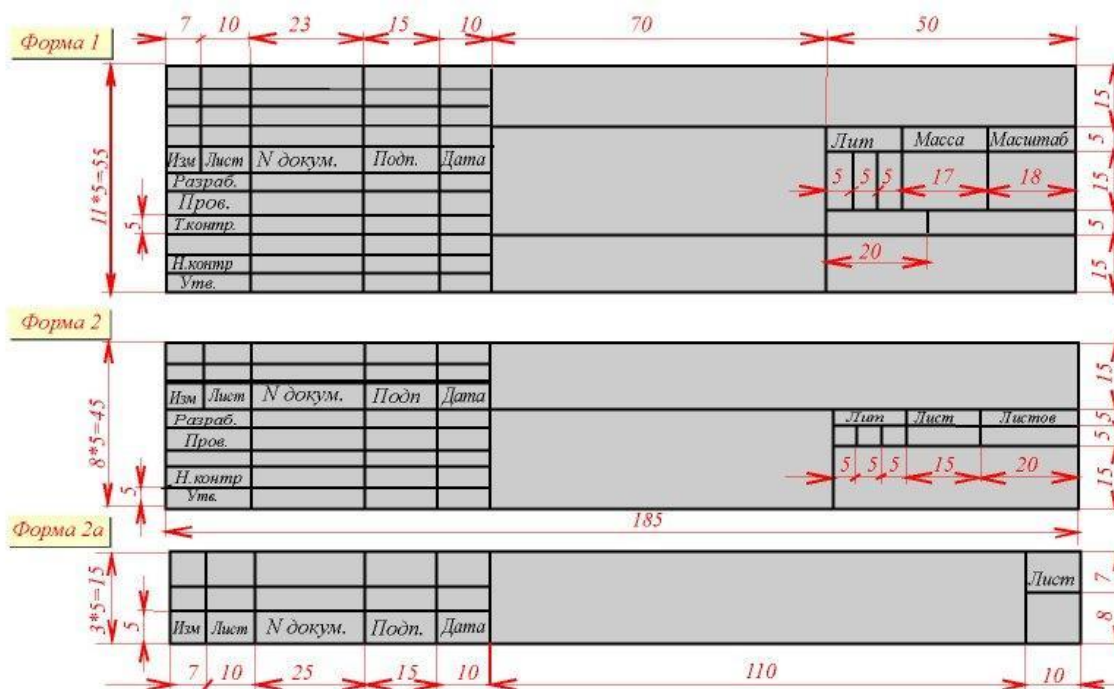 7 10 23 15 10 70 50
Форма 1
11*5=55
15
5
Лит Масса Масштаб
Изм Лист N докум. Подп. Дата
5 5 5 17 18
15
Разраб.
Пров.
5
Т.контр.
5
20
15
Н.контр
Утв.
Форма 2
8*5=45
15
Изм Лист N докум. Подп Дата
Разраб.
Лит Лист Листов
5
5
Пров.
5 5 5 15 20
15
Н.контр
5
Утв.
185
Форма 2а
3*5=15
Лист
7
5
Изм Лист N докум. Подп. Дата
8
7 10 25 15 10 110 10